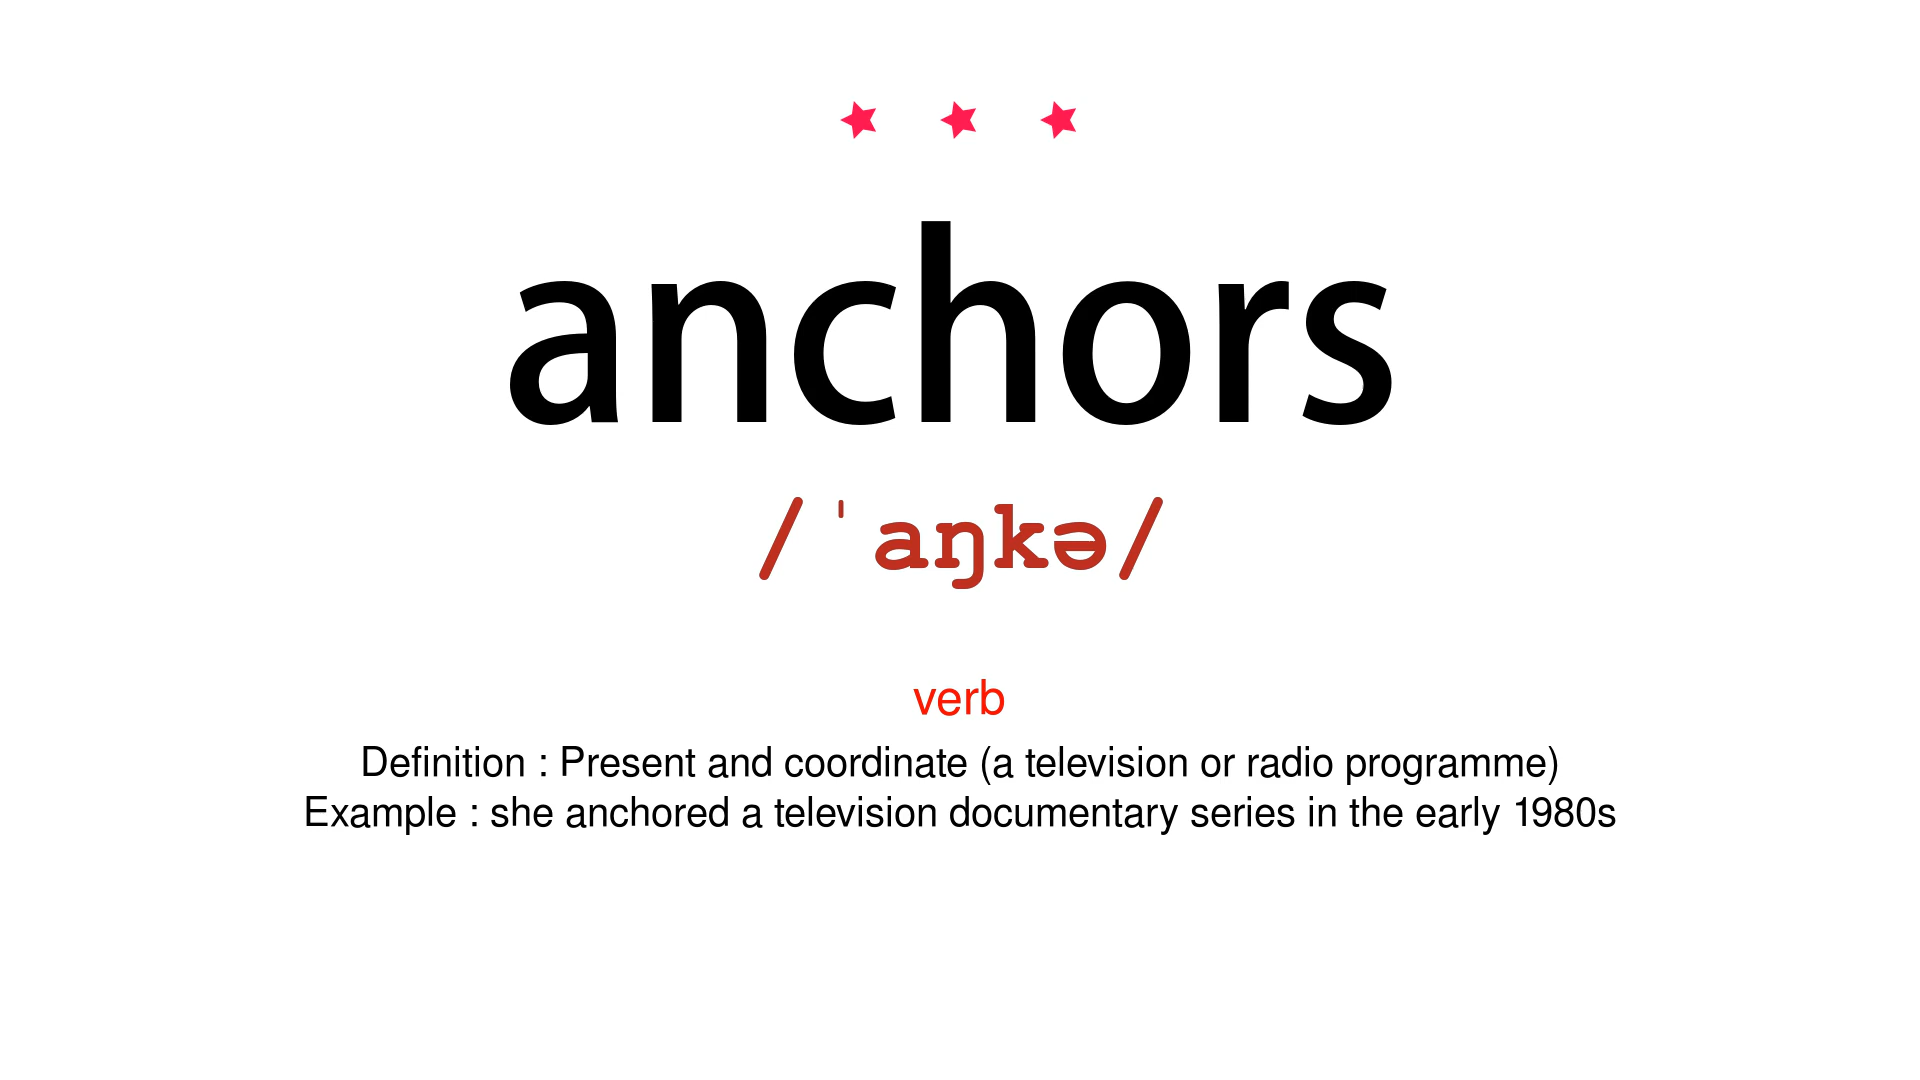 anchors
/ˈaŋkə/
verb
Definition : Present and coordinate (a television or radio programme)
Example : she anchored a television documentary series in the early 1980s